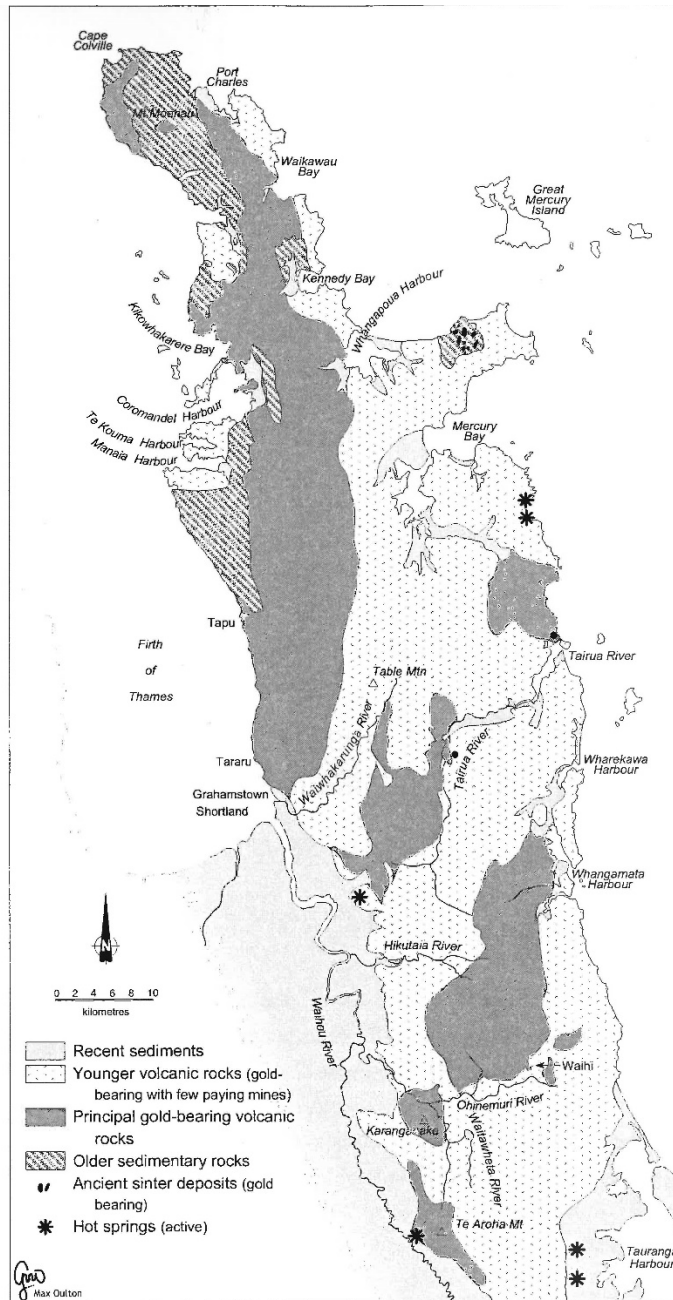 Cape
Colville
Port
Charles
Mt Moehau
Waikawau
Bay
Great
Mercury
Island
Kennedy Bay
Whangapoua Harbour
Kikowhakarere Bay
Coromandel Harbour
Te Kouma Harbour
Manaia Harbour
Mercury
Bay
Tapu
Firth
of
Thames
Tairua River
Table Mtn
Waiwhakarunga River
Tairua River
Tararu
Grahamstown
Shortland
Wharekawa
Harbour
Whangamata
Harbour
N
Hikutaia River
0 2 4 6 8 10
kilometres
Waihou River
Waihi
Ohinemuri River
Karangahake
Waitawheta River
Te Aroha Mt
Tauranga
Harbour
Recent sediments
Younger volcanic rocks (gold-
bearing with few paying mines)
Principal gold-bearing volcanic
rocks
Older sedimentary rocks
Ancient sinter deposits (gold
bearing)
Hot springs (active)
Max Oulton